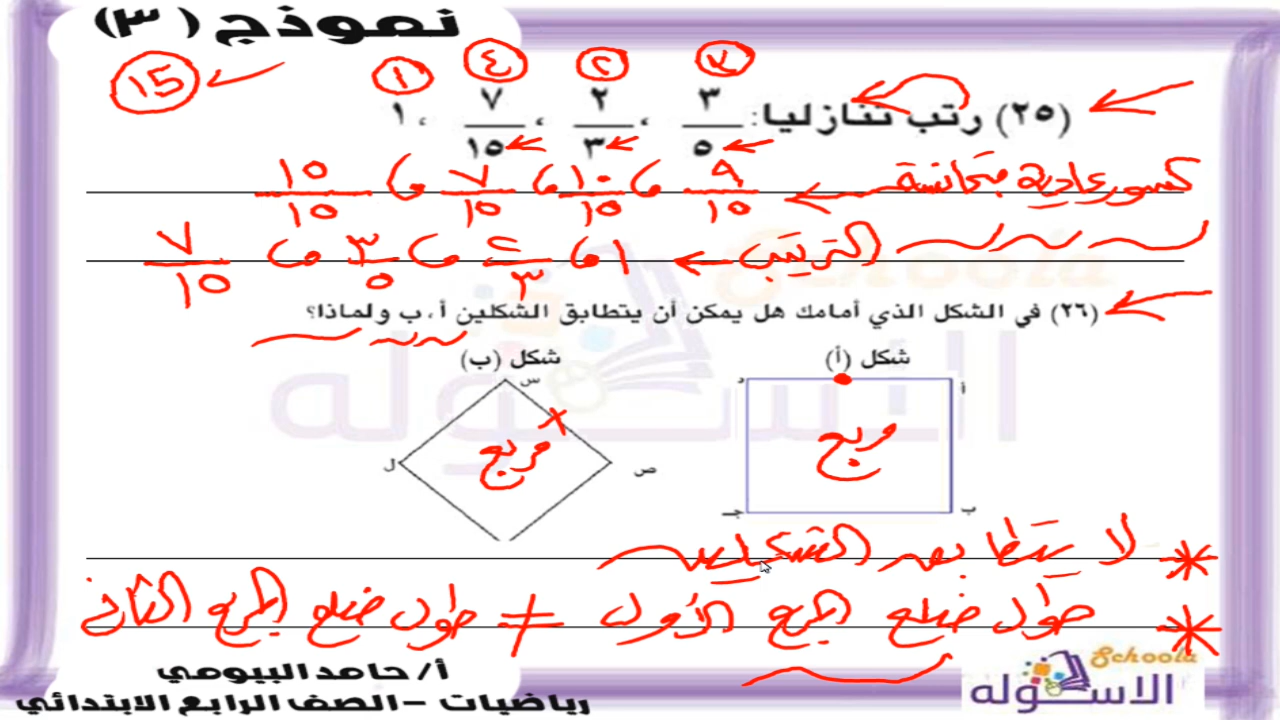 نموذج (٣)
١٥
٣ ٢ ٤ ١
(٢٥) رتب تنازليا: ٣/٥ ، ٢/٣ ، ٧/١٥ ، ١
كسور عادية متجانسة ← ٩/١٥ ، ١٠/١٥ ، ٧/١٥ ، ١٥/١٥
الترتيب ← ١ ، ٢/٣ ، ٣/٥ ، ٧/١٥
(٢٦) في الشكل الذي أمامك هل يمكن أن يتطابق الشكلين أ، ب ولماذا؟
شكل (أ) شكل (ب)
أ د س
مربع مربع
ص ل
ب جـ
* لا يتطابق الشكلين
* طول ضلع المربع الأول ≠ طول ضلع المربع الثاني
Schoola
الاسكوله
أ/ حامد البيومي
رياضيات - الصف الرابع الابتدائي